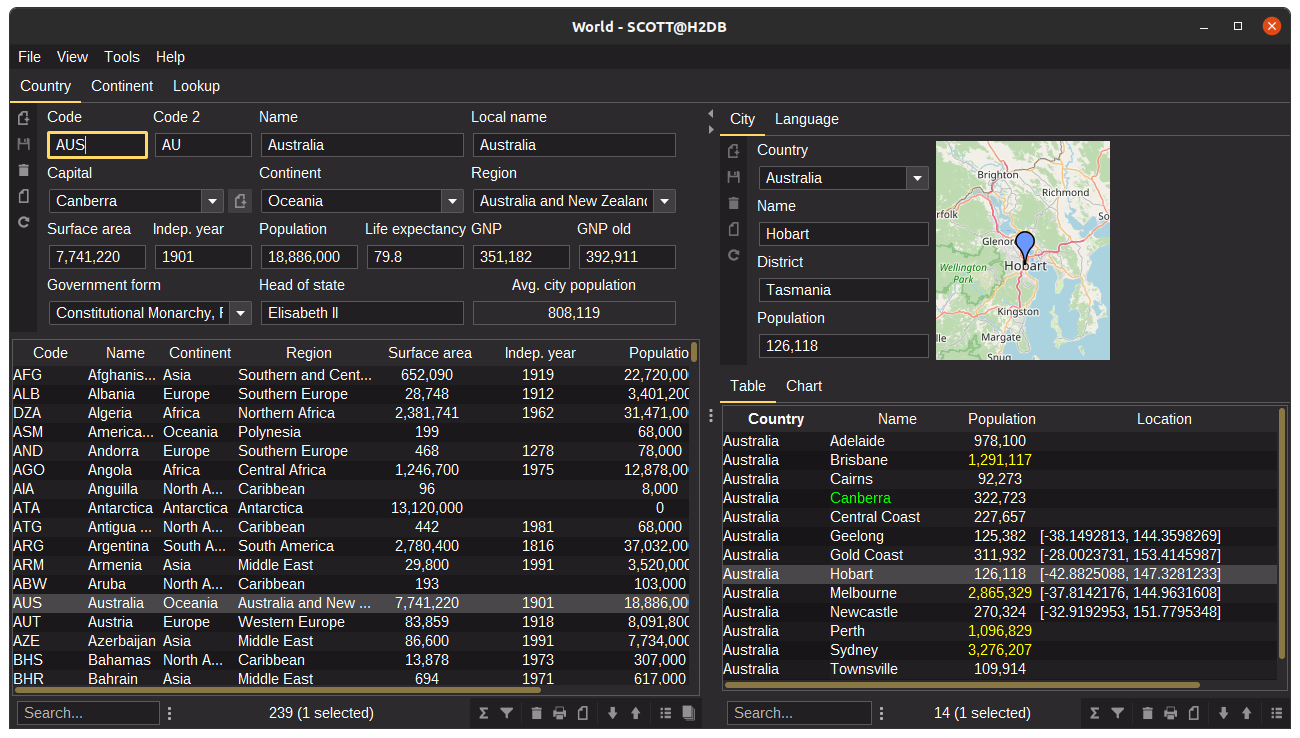 World - SCOTT@H2DB
File View Tools Help
Country Continent Lookup
Code Code 2 Name Local name
AUS AU Australia Australia
Capital Continent Region
Canberra Oceania Australia and New Zealand
Surface area Indep. year Population Life expectancy GNP GNP old
7,741,220 1901 18,886,000 79.8 351,182 392,911
Government form Head of state Avg. city population
Constitutional Monarchy, F Elisabeth II 808,119
Code Name Continent Region Surface area Indep. year Populatio
AFG Afghanis... Asia Southern and Cent... 652,090 1919 22,720,00
ALB Albania Europe Southern Europe 28,748 1912 3,401,20
DZA Algeria Africa Northern Africa 2,381,741 1962 31,471,00
ASM America... Oceania Polynesia 199 68,000
AND Andorra Europe Southern Europe 468 1278 78,000
AGO Angola Africa Central Africa 1,246,700 1975 12,878,00
AIA Anguilla North A... Caribbean 96 8,000
ATA Antarctica Antarctica Antarctica 13,120,000 0
ATG Antigua ... North A... Caribbean 442 1981 68,000
ARG Argentina South A... South America 2,780,400 1816 37,032,00
ARM Armenia Asia Middle East 29,800 1991 3,520,000
ABW Aruba North A... Caribbean 193 103,000
AUS Australia Oceania Australia and New ... 7,741,220 1901 18,886,00
AUT Austria Europe Western Europe 83,859 1918 8,091,800
AZE Azerbaijan Asia Middle East 86,600 1991 7,734,000
BHS Bahamas North A... Caribbean 13,878 1973 307,000
BHR Bahrain Asia Middle East 694 1971 617,000
Search... 239 (1 selected)
City Language
Country
Australia
Name
Hobart
District
Tasmania
Population
126,118
Brighton
Richmond
rfolk
So
Glenor
Hobart
Wellington
Park
Kingston
lle
Margate
Snug
Table Chart
Country Name Population Location
Australia Adelaide 978,100
Australia Brisbane 1,291,117
Australia Cairns 92,273
Australia Canberra 322,723
Australia Central Coast 227,657
Australia Geelong 125,382 [-38.1492813, 144.3598269]
Australia Gold Coast 311,932 [-28.0023731, 153.4145987]
Australia Hobart 126,118 [-42.8825088, 147.3281233]
Australia Melbourne 2,865,329 [-37.8142176, 144.9631608]
Australia Newcastle 270,324 [-32.9192953, 151.7795348]
Australia Perth 1,096,829
Australia Sydney 3,276,207
Australia Townsville 109,914
Search... 14 (1 selected)